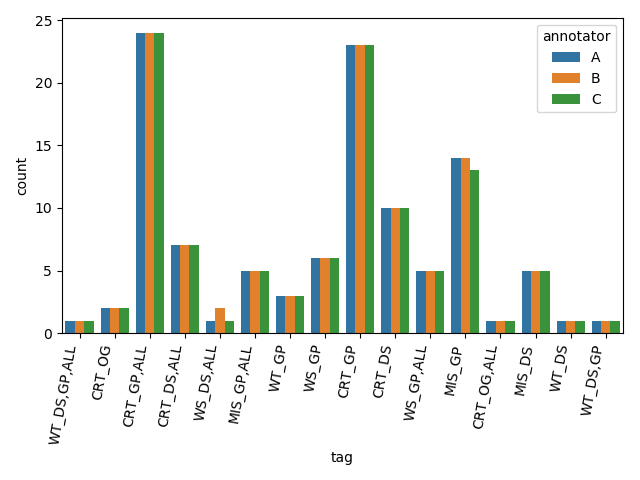 25
20
15
10
5
0
count
annotator
A
B
C
WT_DS,GP,ALL
CRT_OG
CRT_GP,ALL
CRT_DS,ALL
WS_DS,ALL
MIS_GP,ALL
WT_GP
WS_GP
CRT_GP
CRT_DS
WS_GP,ALL
MIS_GP
CRT_OG,ALL
MIS_DS
WT_DS
WT_DS,GP
tag